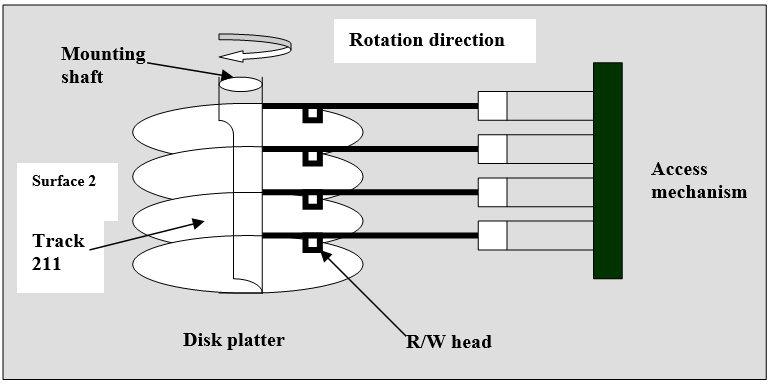 Rotation direction
Mounting
shaft
Surface 2
Track
211
Access
mechanism
Disk platter
R/W head